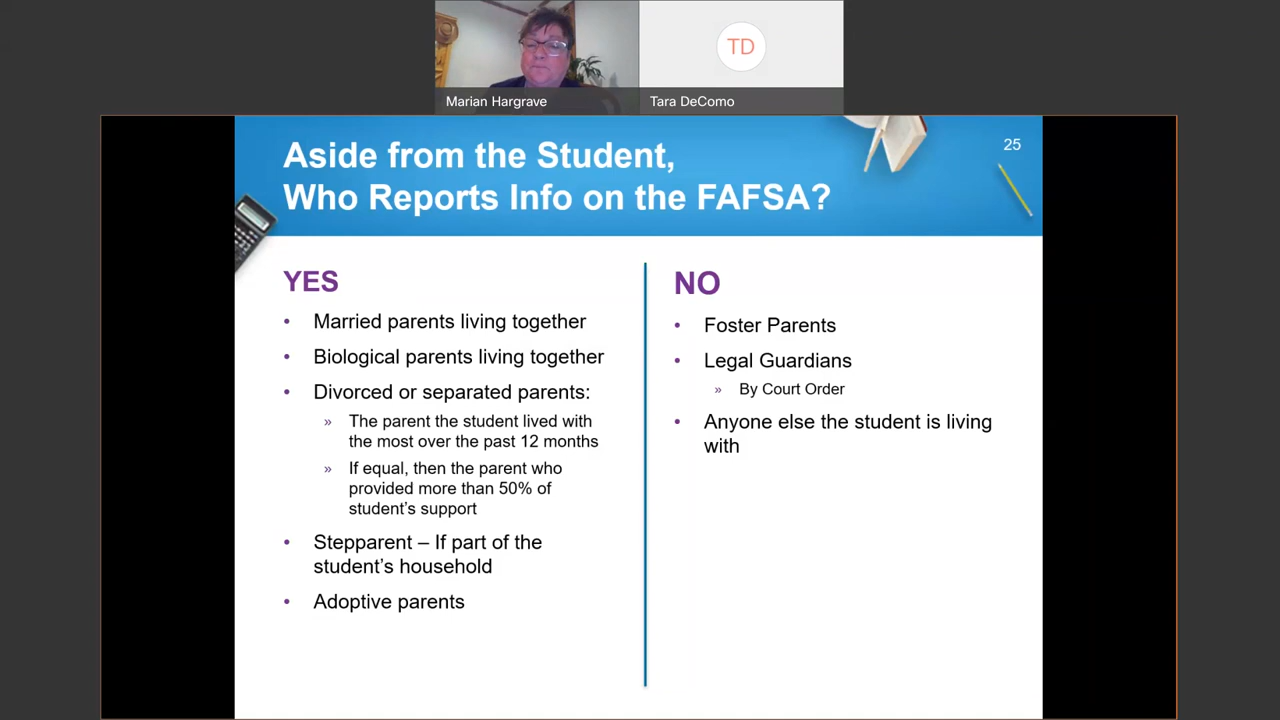 TD
Marian Hargrave
Tara DeComo
Aside from the Student,
Who Reports Info on the FAFSA?
25
YES
• Married parents living together
• Biological parents living together
• Divorced or separated parents:
» The parent the student lived with
the most over the past 12 months
» If equal, then the parent who
provided more than 50% of
student’s support
• Stepparent – If part of the
student’s household
• Adoptive parents
NO
• Foster Parents
• Legal Guardians
» By Court Order
• Anyone else the student is living
with